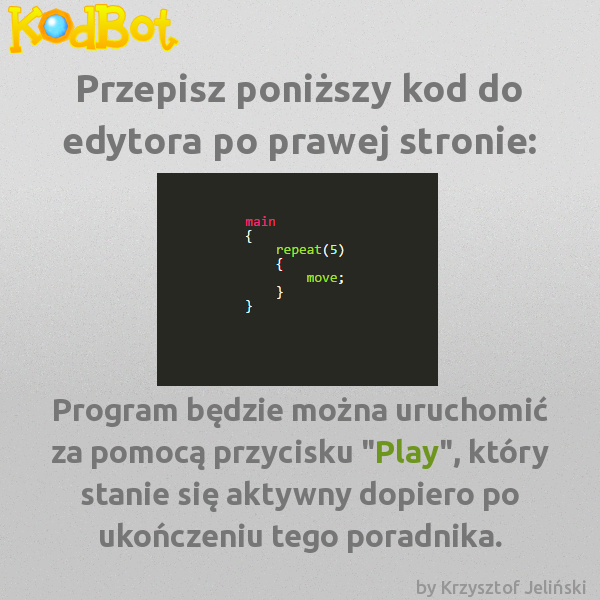 KodBot
Przepisz poniższy kod do
edytora po prawej stronie:
main
{
    repeat(5)
    {
        move;
    }
}
Program będzie można uruchomić
za pomocą przycisku "Play", który
stanie się aktywny dopiero po
ukończeniu tego poradnika.
by Krzysztof Jeliński